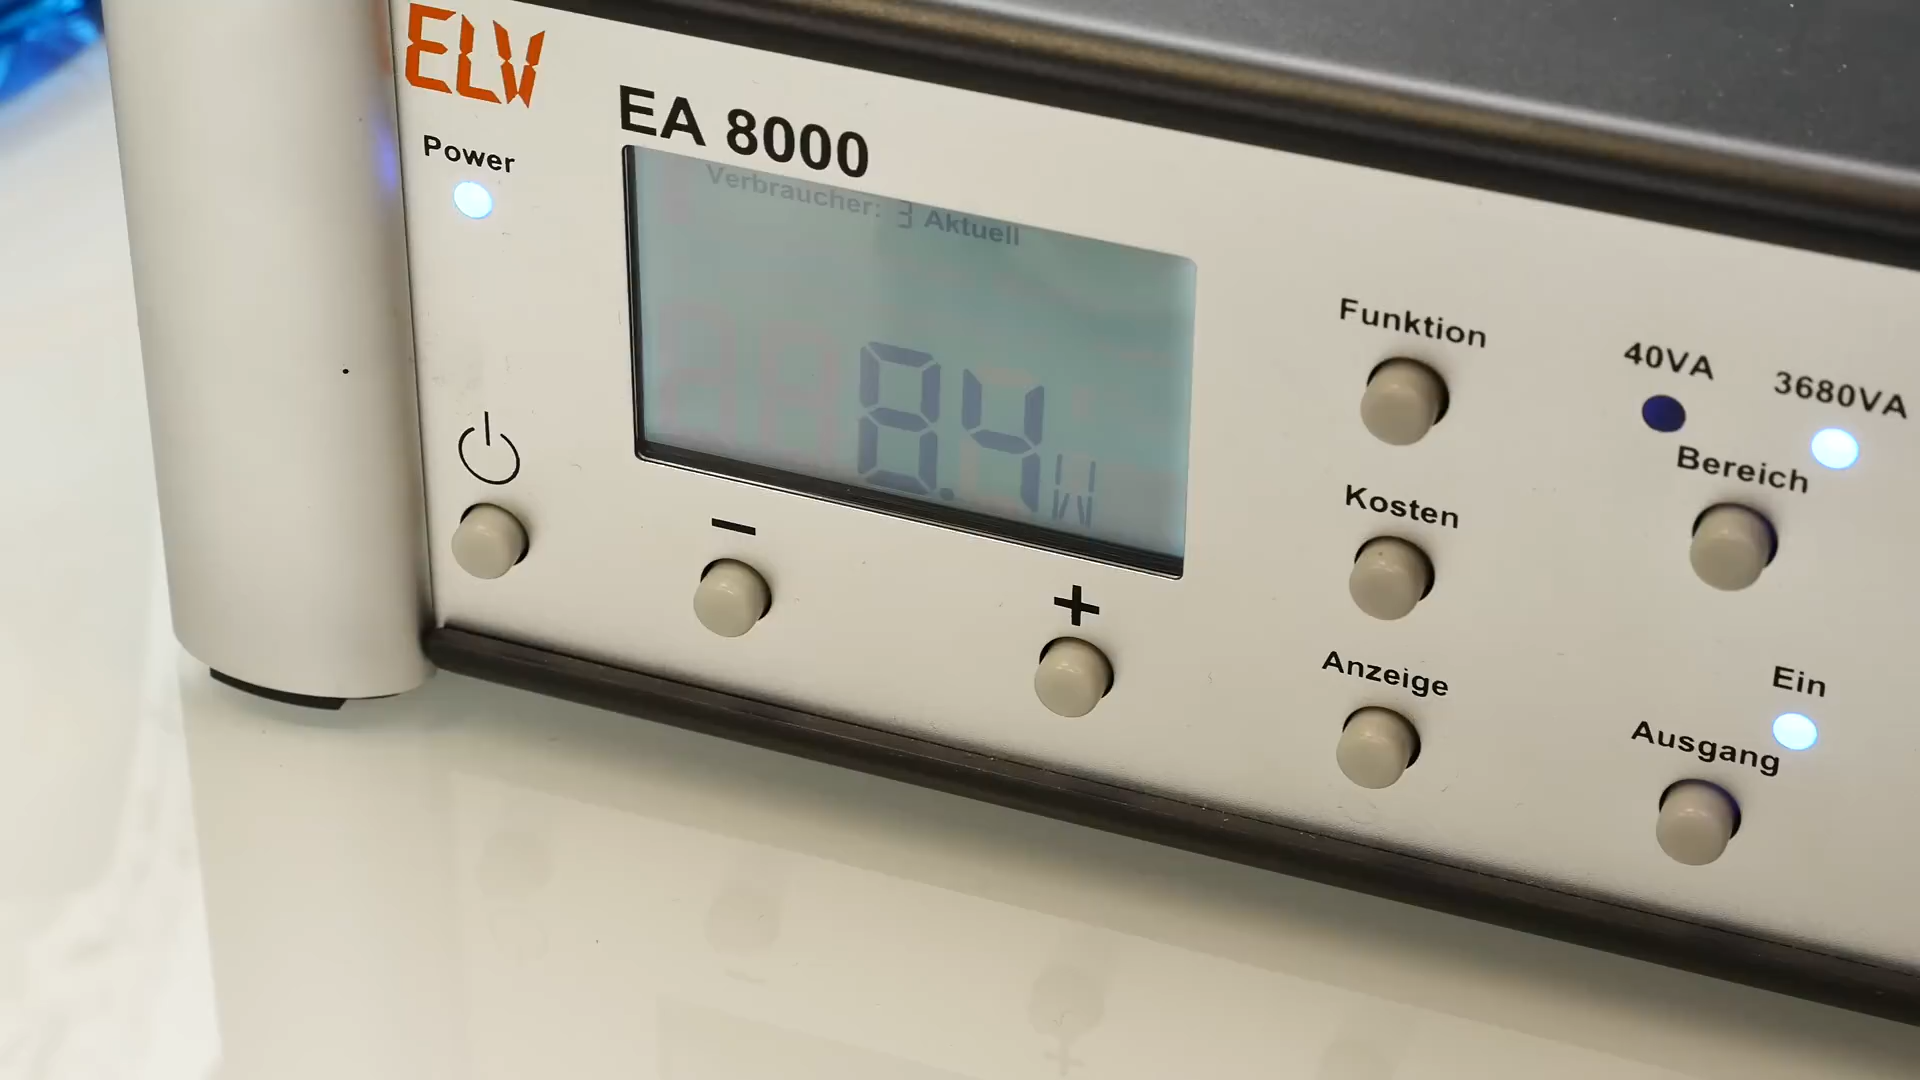 ELV
EA 8000
Power
Verbraucher: 3 Aktuell
8.4 W
Funktion
40VA
3680VA
Bereich
Kosten
Anzeige
Ein
Ausgang